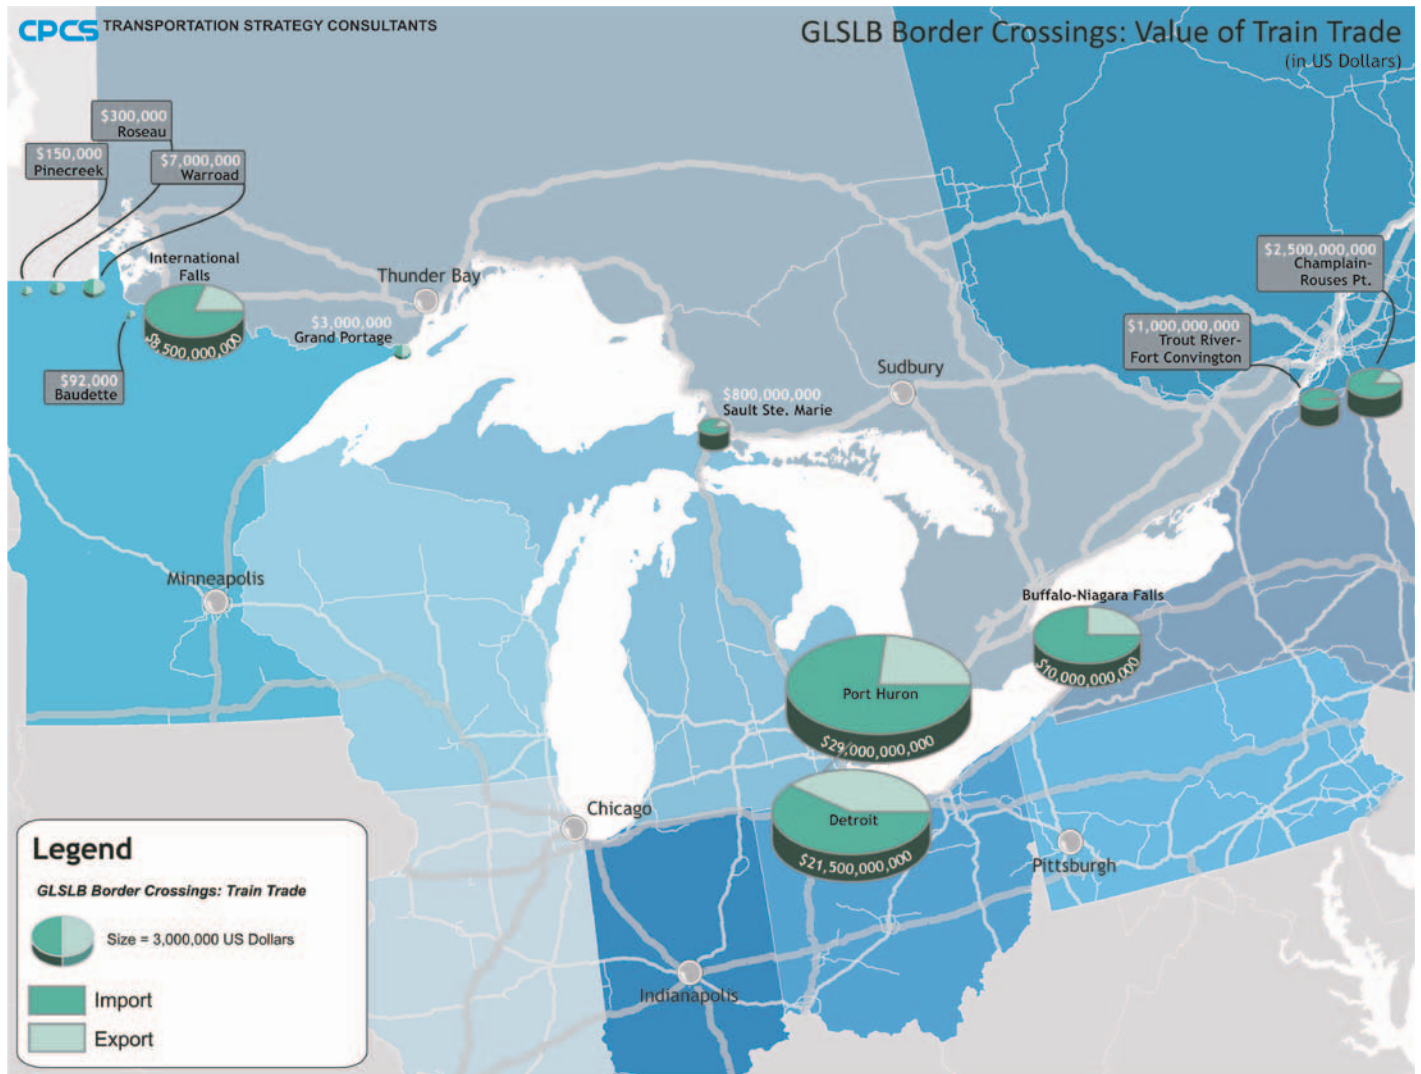 CPCS TRANSPORTATION STRATEGY CONSULTANTS
GLSLB Border Crossings: Value of Train Trade
(in US Dollars)
$300,000
Roseau
$150,000
Pinecreek
$7,000,000
Warroad
International
Falls
$8,500,000,000
$92,000
Baudette
Thunder Bay
$3,000,000
Grand Portage
$800,000,000
Sault Ste. Marie
Sudbury
$2,500,000,000
Champlain-
Rouses Pt.
$1,000,000,000
Trout River-
Fort Convington
Minneapolis
Buffalo-Niagara Falls
$10,000,000,000
Port Huron
$29,000,000,000
Detroit
$21,500,000,000
Chicago
Pittsburgh
Indianapolis
Legend
GLSLB Border Crossings: Train Trade
Size = 3,000,000 US Dollars
Import
Export